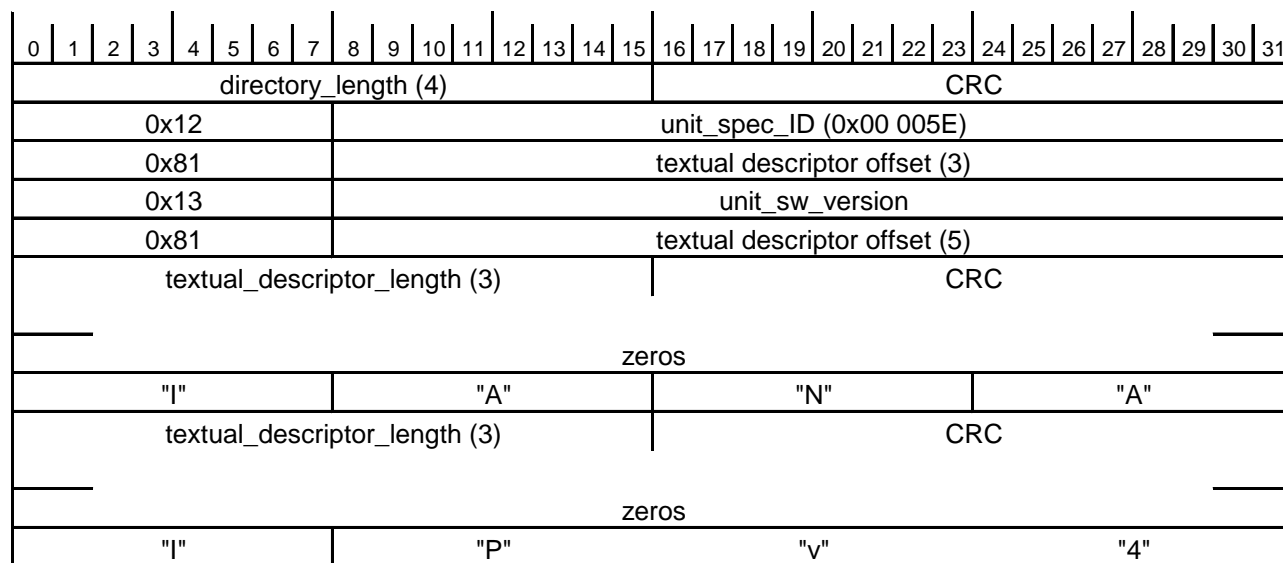 0 1 2 3 4 5 6 7 8 9 10 11 12 13 14 15 16 17 18 19 20 21 22 23 24 25 26 27 28 29 30 31
directory_length (4) CRC
0x12 unit_spec_ID (0x00 005E)
0x81 textual descriptor offset (3)
0x13 unit_sw_version
0x81 textual descriptor offset (5)
textual_descriptor_length (3) CRC
zeros
"I" "A" "N" "A"
textual_descriptor_length (3) CRC
zeros
"I" "P" "v" "4"